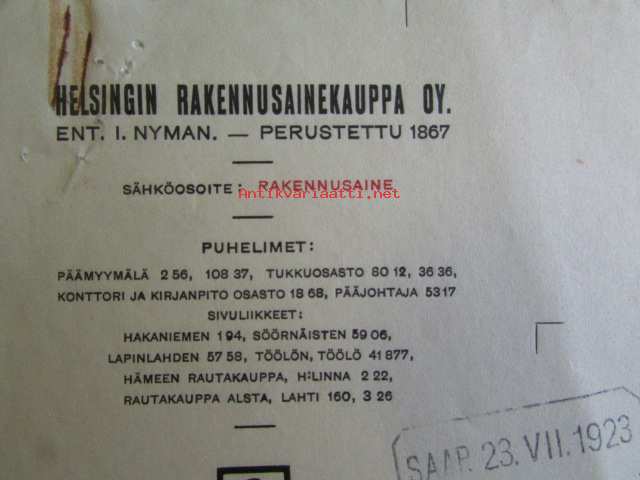 HELSINGIN RAKENNUSAINEKAUPPA OY.
ENT. I. NYMAN. — PERUSTETTU 1867
SÄHKÖOSOITE: RAKENNUSAINE
Antikvariaatti.net
PUHELIMET:
PÄÄMYYMÄLÄ 2 56, 108 37, TUKKUOSASTO 80 12, 36 36,
KONTTORI JA KIRJANPITO OSASTO 18 68, PÄÄJOHTAJA 53 17
SIVULIIKKEET:
HAKANIEMEN 1 94, SÖÖRNÄISTEN 59 06,
LAPINLAHDEN 57 58, TÖÖLÖN, TÖÖLÖ 41 877,
HÄMEEN RAUTAKAUPPA, H:LINNA 2 22,
RAUTAKAUPPA ALSTA, LAHTI 160, 3 26
SAAP. 23. VII. 1923